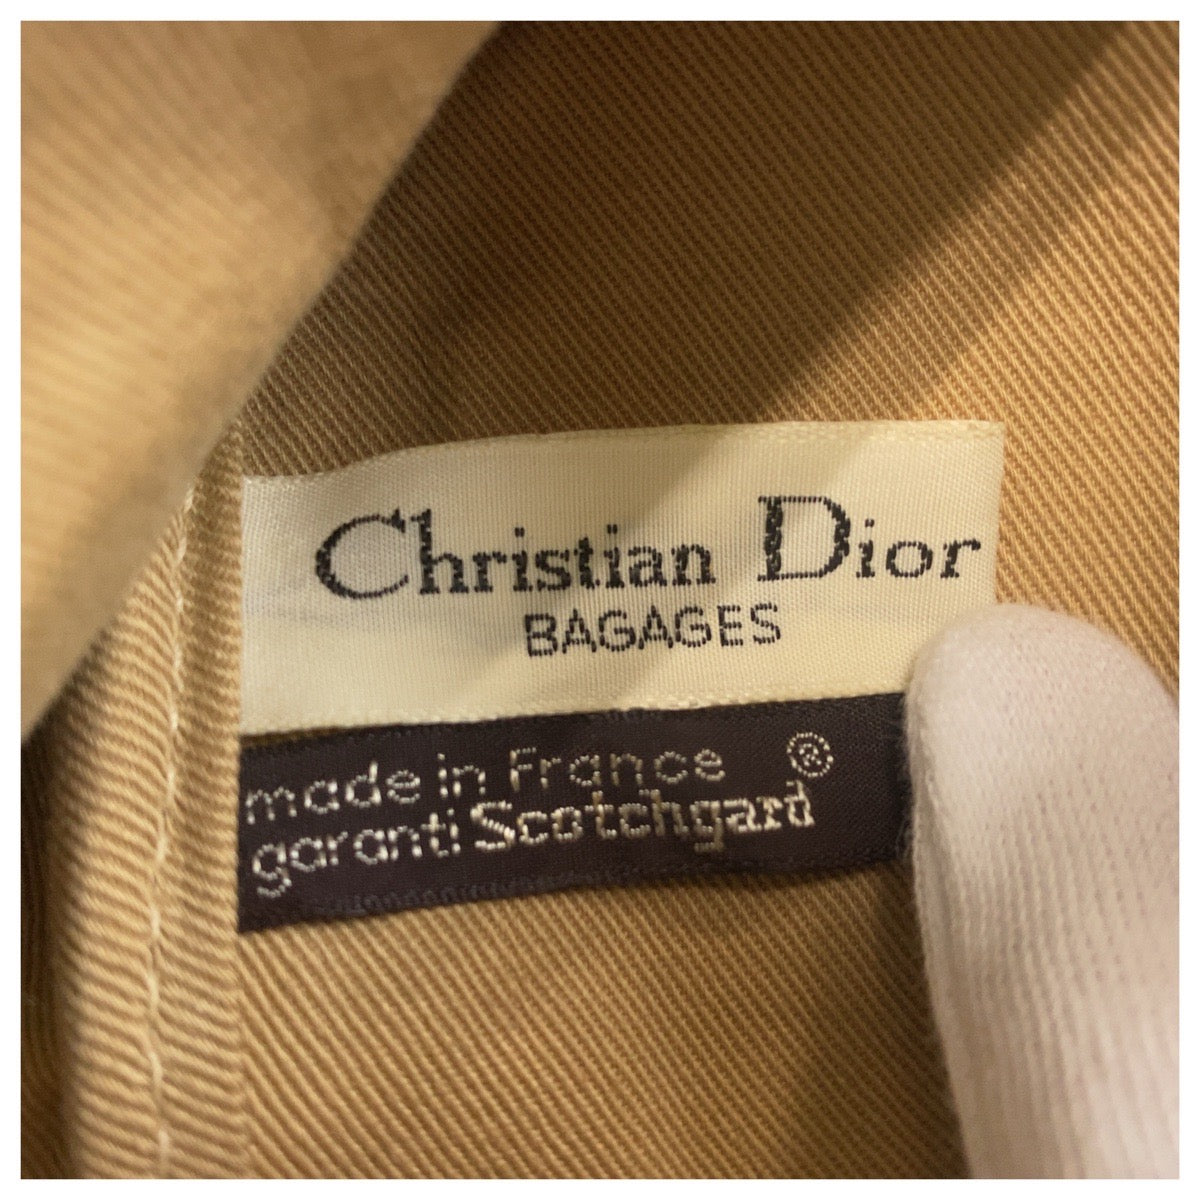 Christian Dior
BAGAGES
made in France
garanti Scotchgard®